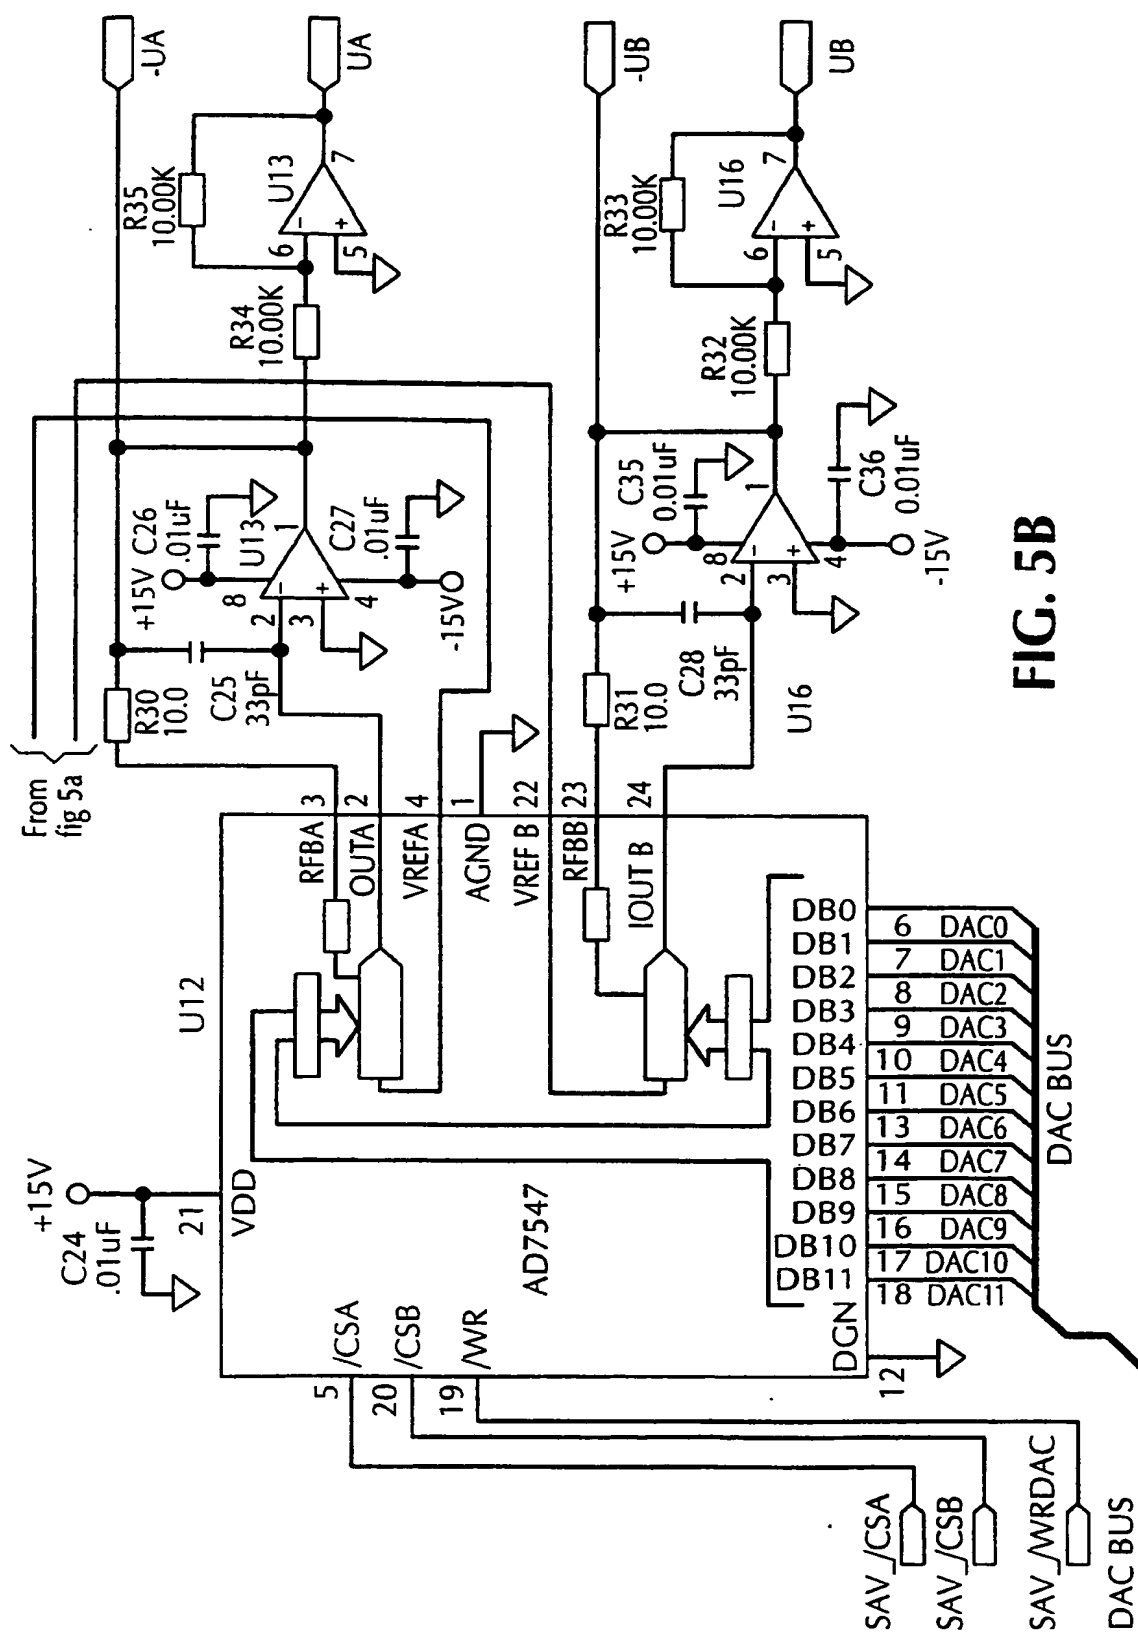 From
fig 5a
-UA
UA
-UB
UB
R35
10.00K
U13
7
6
5
-
+
R34
10.00K
+15V
C26
.01uF
U13
8
1
2
3
4
-
+
C27
.01uF
-15V
R30
10.0
C25
33pF
R33
10.00K
U16
7
6
5
-
+
R32
10.00K
+15V
C35
0.01uF
8
1
2
3
4
-
+
C36
0.01uF
-15V
R31
10.0
C28
33pF
U16
+15V
C24
.01uF
21
VDD
U12
AD7547
RFBA 3
OUTA 2
VREFA 4
AGND 1
VREF B 22
RFBB 23
IOUT B 24
5 /CSA
20 /CSB
19 /WR
DB0 6 DAC0
DB1 7 DAC1
DB2 8 DAC2
DB3 9 DAC3
DB4 10 DAC4
DB5 11 DAC5
DB6 13 DAC6
DB7 14 DAC7
DB8 15 DAC8
DB9 16 DAC9
DB10 17 DAC10
DB11 18 DAC11
DGN 12
DAC BUS
SAV_/CSA
SAV_/CSB
SAV_/WRDAC
DAC BUS
FIG. 5B